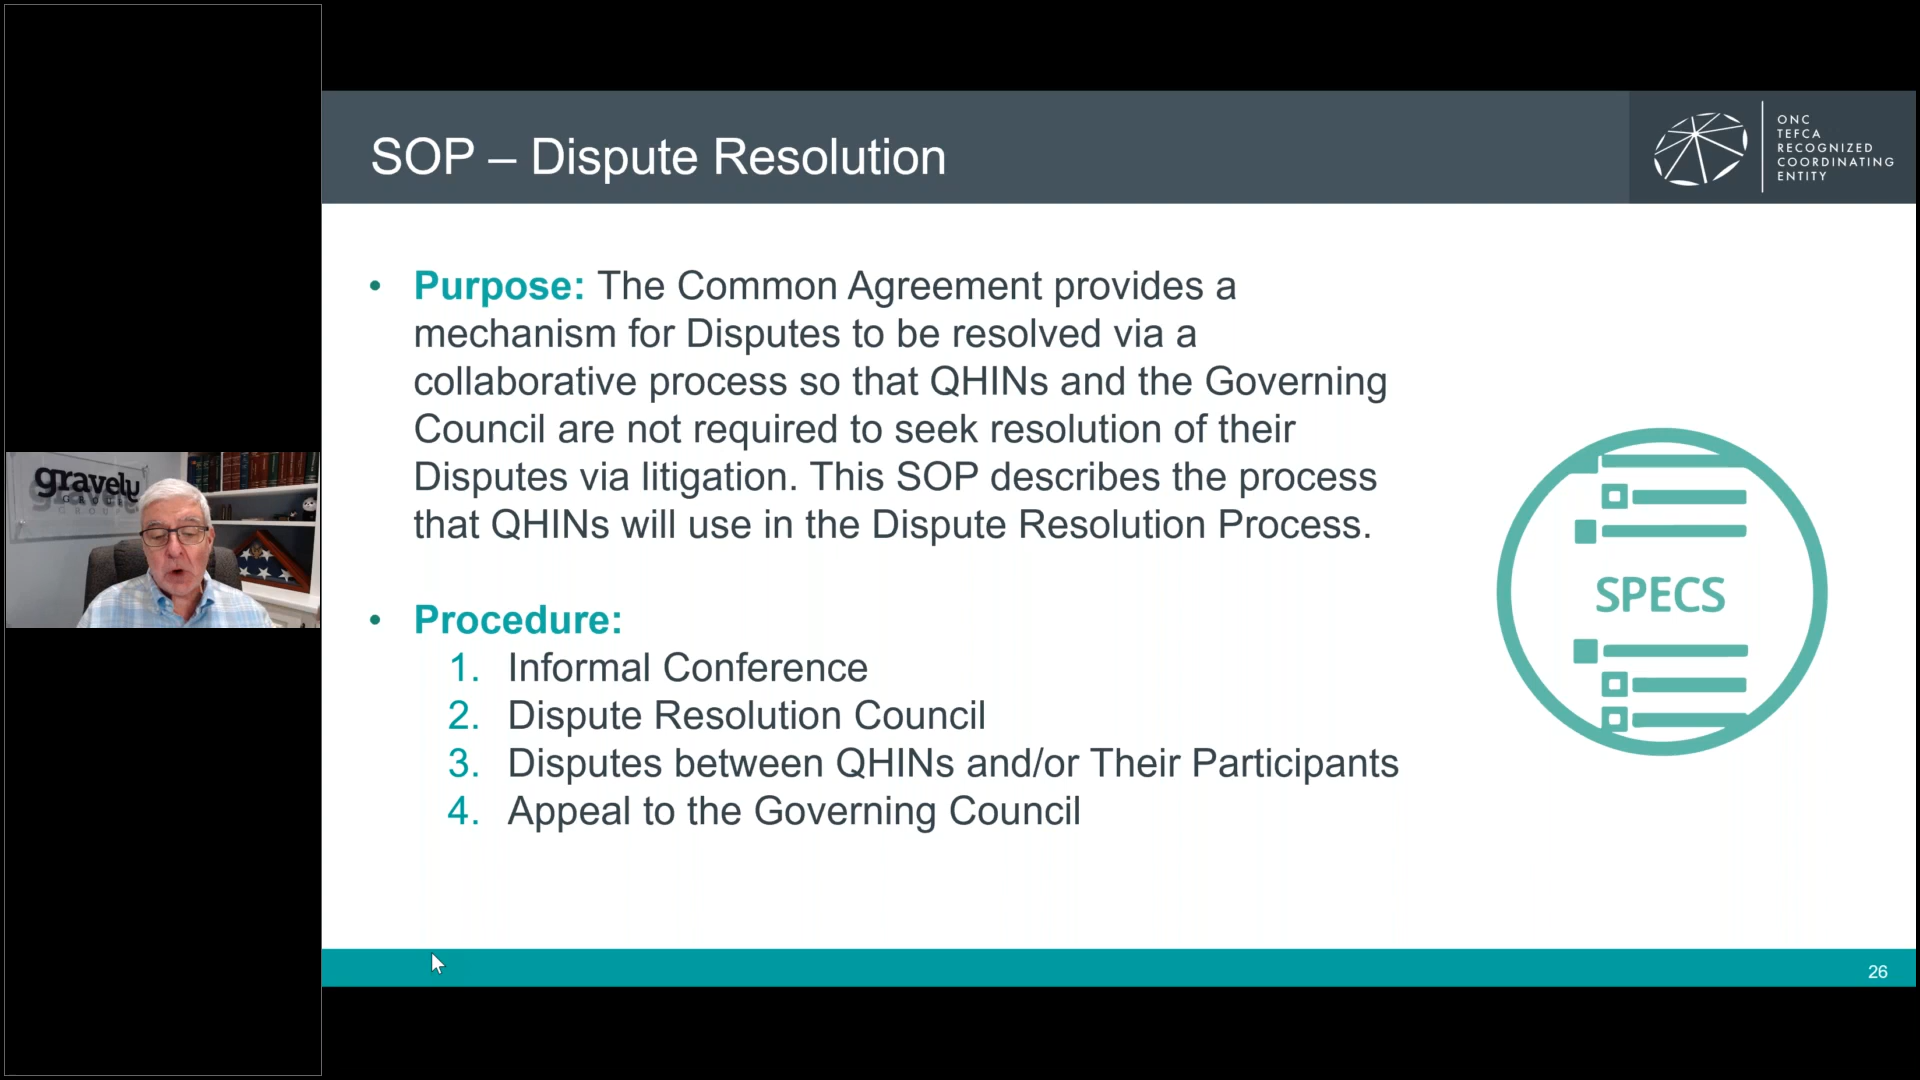 SOP – Dispute Resolution
ONC
TEFCA
RECOGNIZED
COORDINATING
ENTITY
• Purpose: The Common Agreement provides a
mechanism for Disputes to be resolved via a
collaborative process so that QHINs and the Governing
Council are not required to seek resolution of their
Disputes via litigation. This SOP describes the process
that QHINs will use in the Dispute Resolution Process.
• Procedure:
1. Informal Conference
2. Dispute Resolution Council
3. Disputes between QHINs and/or Their Participants
4. Appeal to the Governing Council
SPECS
gravely
GROUP
26